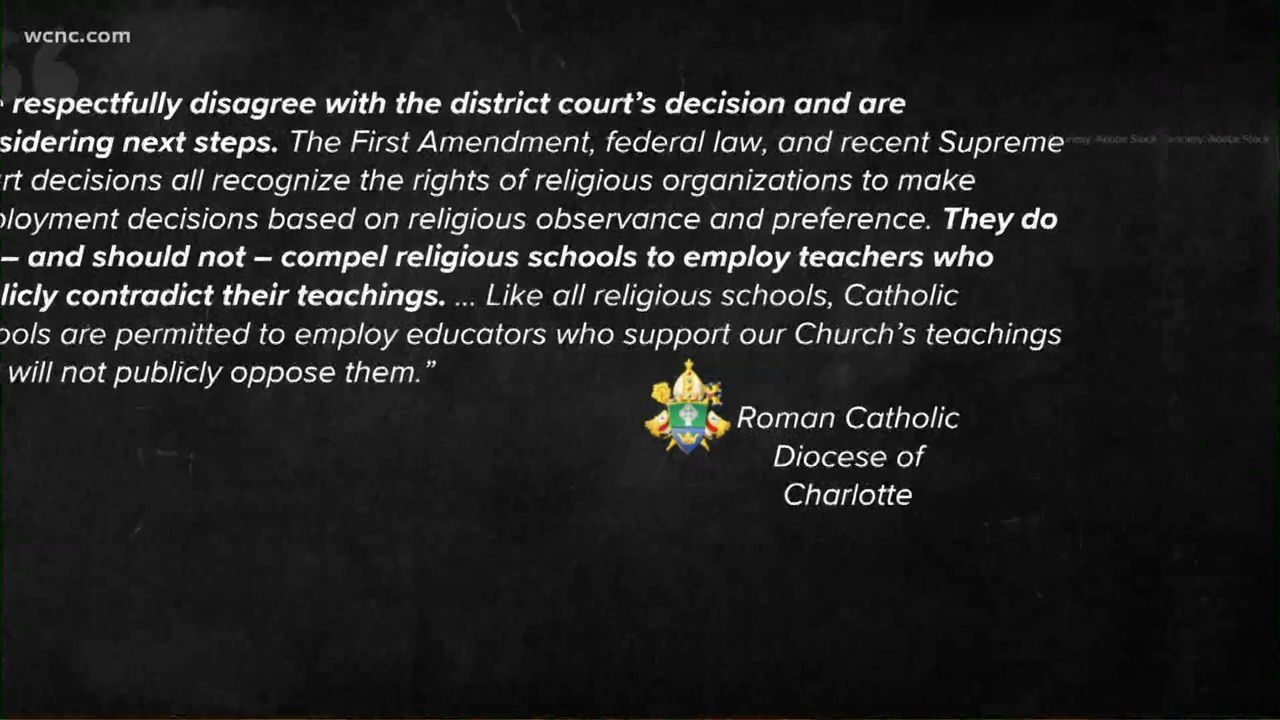 wcnc.com
respectfully disagree with the district court's decision and are
sidering next steps. The First Amendment, federal law, and recent Supreme
rt decisions all recognize the rights of religious organizations to make
ployment decisions based on religious observance and preference. They do
– and should not – compel religious schools to employ teachers who
licly contradict their teachings. ... Like all religious schools, Catholic
ools are permitted to employ educators who support our Church's teachings
will not publicly oppose them.”
Roman Catholic
Diocese of
Charlotte